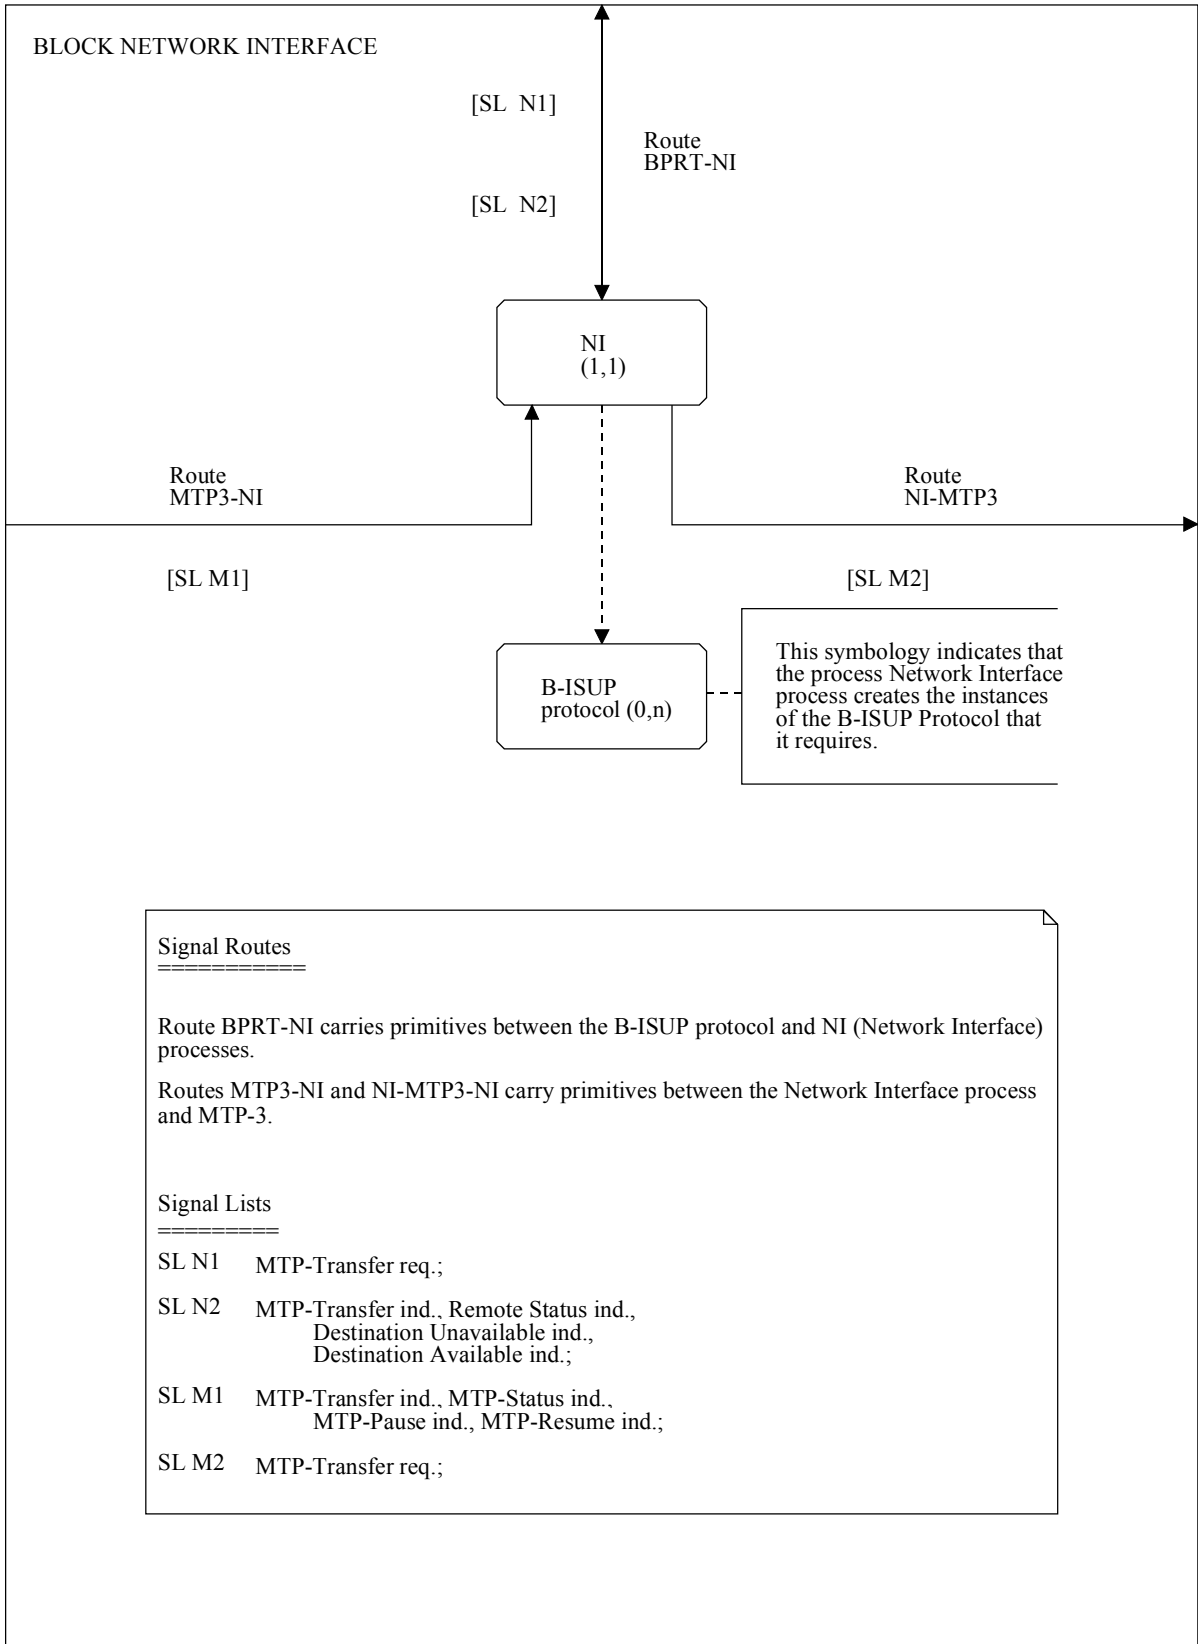 BLOCK NETWORK INTERFACE
[SL N1]
Route
BPRT-NI
[SL N2]
NI
(1,1)
Route
MTP3-NI
Route
NI-MTP3
[SL M1]
[SL M2]
B-ISUP
protocol (0,n)
This symbology indicates that
the process Network Interface
process creates the instances
of the B-ISUP Protocol that
it requires.
Signal Routes
===========
Route BPRT-NI carries primitives between the B-ISUP protocol and NI (Network Interface)
processes.
Routes MTP3-NI and NI-MTP3-NI carry primitives between the Network Interface process
and MTP-3.
Signal Lists
=========
SL N1 MTP-Transfer req.;
SL N2 MTP-Transfer ind., Remote Status ind.,
Destination Unavailable ind.,
Destination Available ind.;
SL M1 MTP-Transfer ind., MTP-Status ind.,
MTP-Pause ind., MTP-Resume ind.;
SL M2 MTP-Transfer req.;